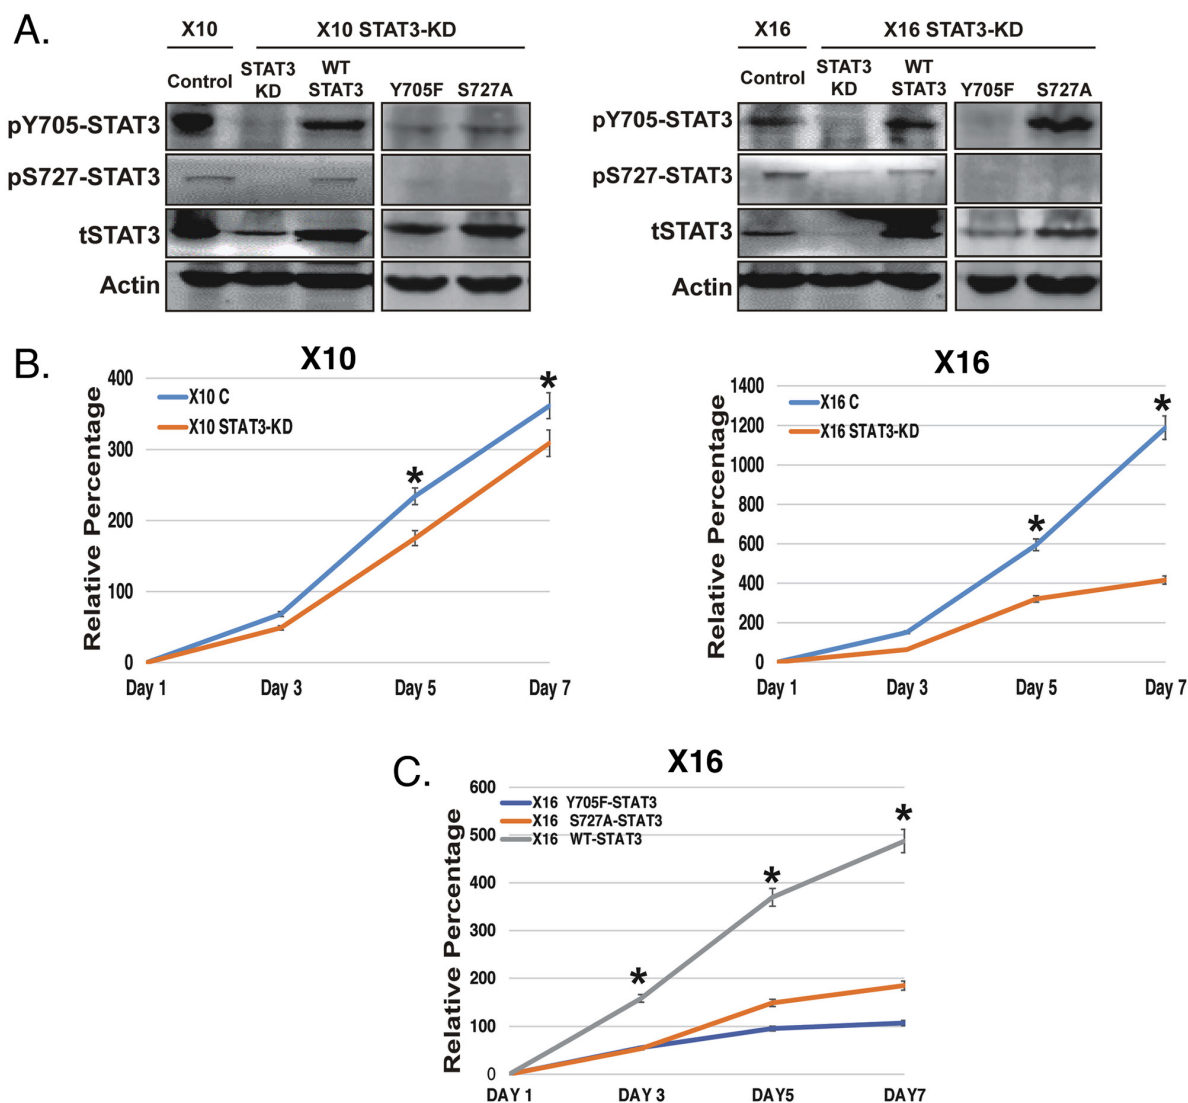 A.
X10
X10 STAT3-KD
Control
STAT3 KD
WT STAT3
Y705F
S727A
pY705-STAT3
pS727-STAT3
tSTAT3
Actin
X16
X16 STAT3-KD
Control
STAT3 KD
WT STAT3
Y705F
S727A
pY705-STAT3
pS727-STAT3
tSTAT3
Actin
B.
X10
Relative Percentage
400
300
200
100
0
X10 C
X10 STAT3-KD
*
*
Day 1
Day 3
Day 5
Day 7
X16
Relative Percentage
1400
1200
1000
800
600
400
200
0
X16 C
X16 STAT3-KD
*
*
Day 1
Day 3
Day 5
Day 7
C.
X16
Relative Percentage
600
500
400
300
200
100
0
X16 Y705F-STAT3
X16 S727A-STAT3
X16 WT-STAT3
*
*
*
DAY 1
DAY 3
DAY5
DAY7